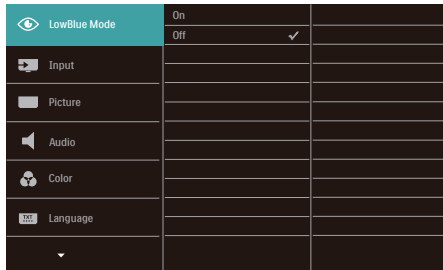 LowBlue Mode
On
Off
Input
Picture
Audio
Color
TXT
Language